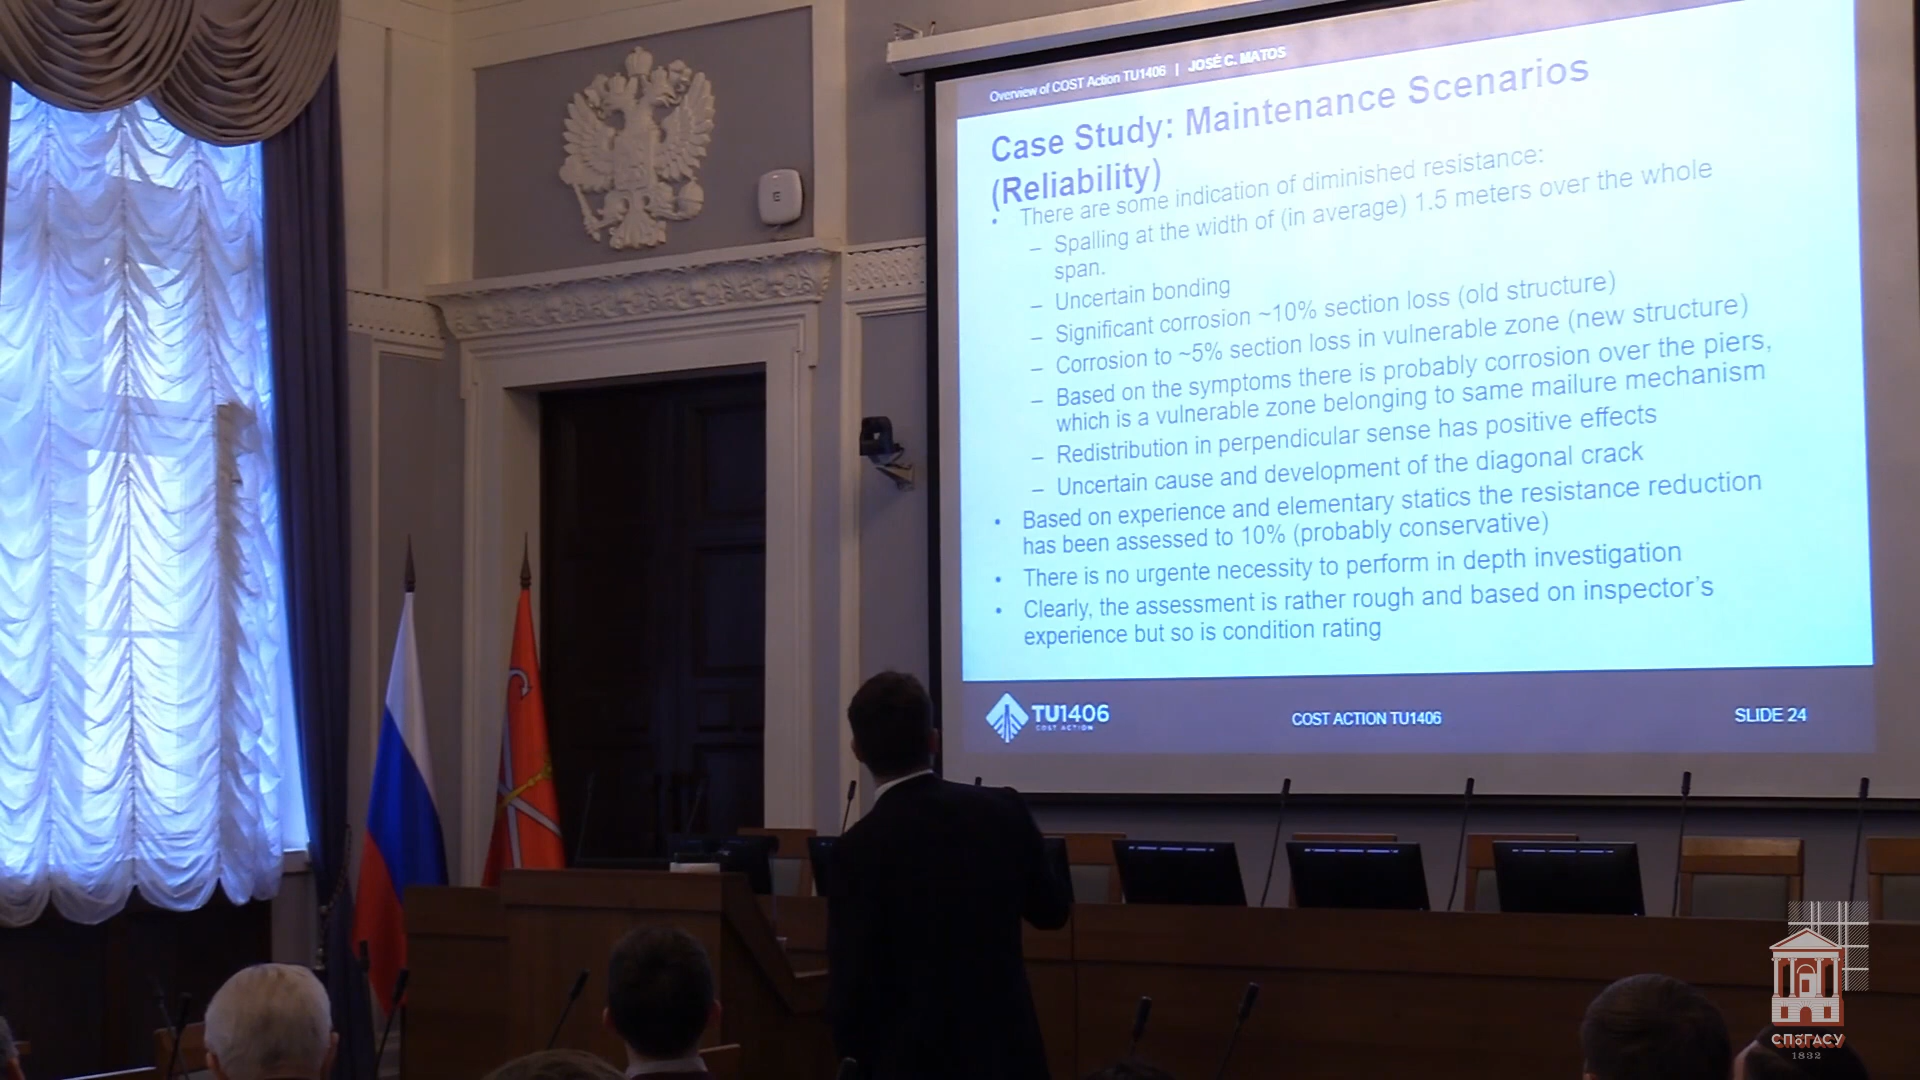 Overview of COST Action TU1406 | JOSÉ C. MATOS
Case Study: Maintenance Scenarios
(Reliability)
• There are some indication of diminished resistance:
– Spalling at the width of (in average) 1.5 meters over the whole
span.
– Uncertain bonding
– Significant corrosion ~10% section loss (old structure)
– Corrosion to ~5% section loss in vulnerable zone (new structure)
– Based on the symptoms there is probably corrosion over the piers,
which is a vulnerable zone belonging to same mailure mechanism
– Redistribution in perpendicular sense has positive effects
– Uncertain cause and development of the diagonal crack
• Based on experience and elementary statics the resistance reduction
has been assessed to 10% (probably conservative)
• There is no urgente necessity to perform in depth investigation
• Clearly, the assessment is rather rough and based on inspector's
experience but so is condition rating
TU1406
COST ACTION
COST ACTION TU1406
SLIDE 24
СПбГАСУ
1832